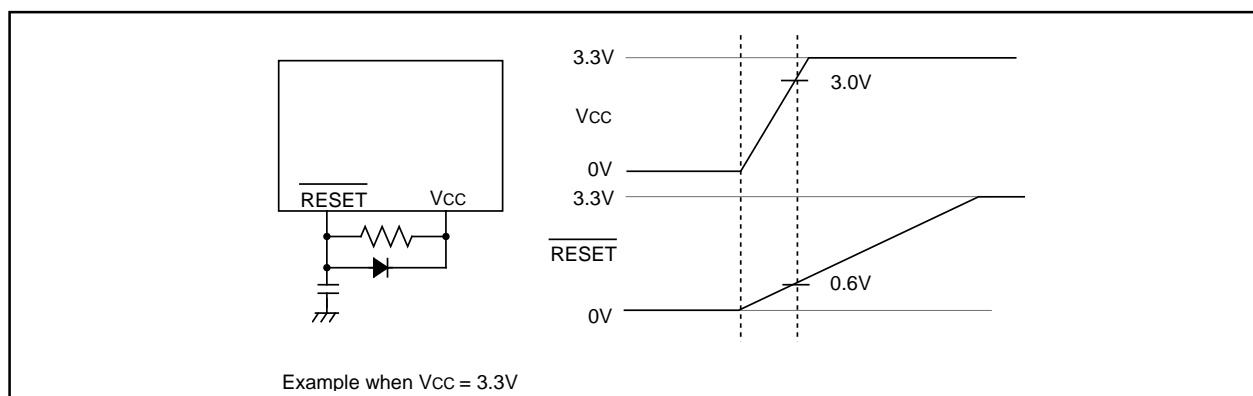 RESET
VCC
3.3V
3.0V
VCC
0V
3.3V
RESET
0.6V
0V
Example when VCC = 3.3V